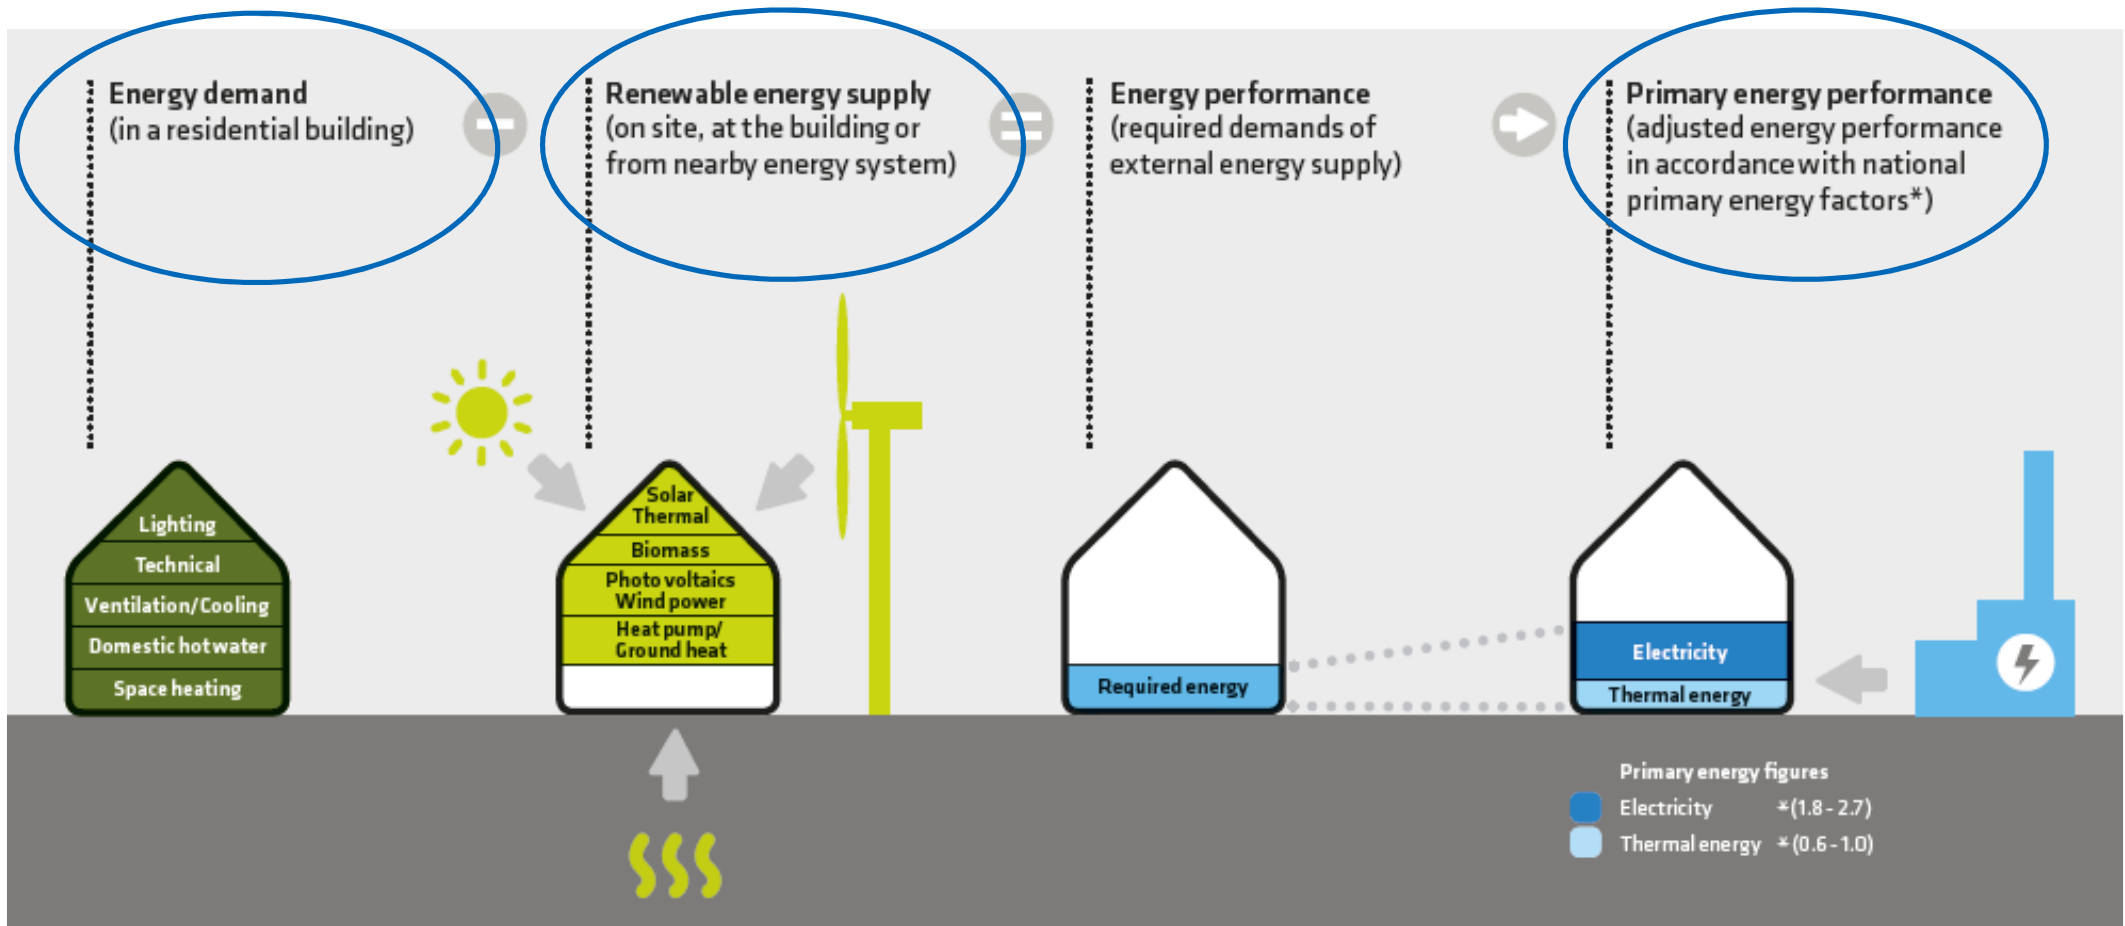 Energy demand
(in a residential building)
Renewable energy supply
(on site, at the building or
from nearby energy system)
Energy performance
(required demands of
external energy supply)
Primary energy performance
(adjusted energy performance
in accordance with national
primary energy factors*)
Lighting
Technical
Ventilation/Cooling
Domestic hot water
Space heating
Solar
Thermal
Biomass
Photo voltaics
Wind power
Heat pump/
Ground heat
Required energy
Electricity
Thermal energy
Primary energy figures
Electricity *(1.8 - 2.7)
Thermal energy *(0.6 - 1.0)